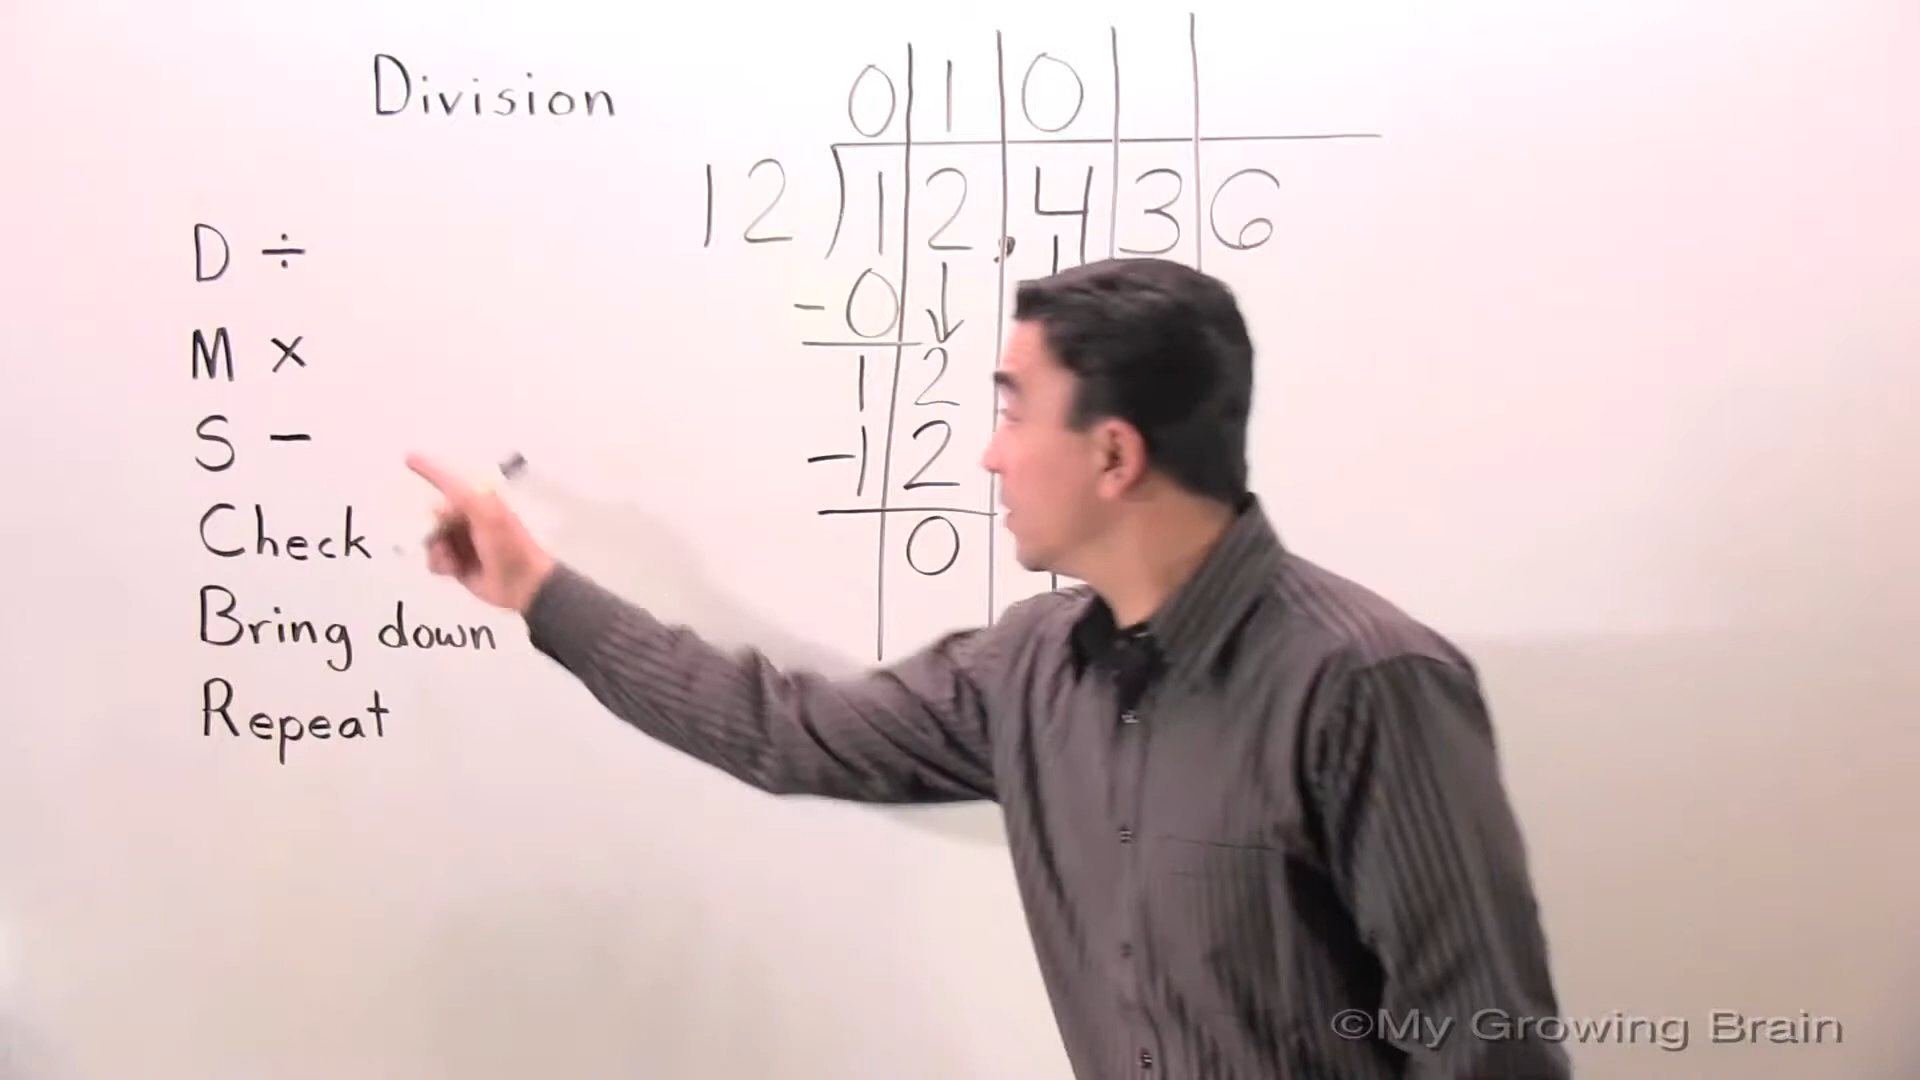 Division
D ÷
M ×
S −
Check
Bring down
Repeat
0 1 0
12 ) 12.436
-0
12
-12
0
©My Growing Brain